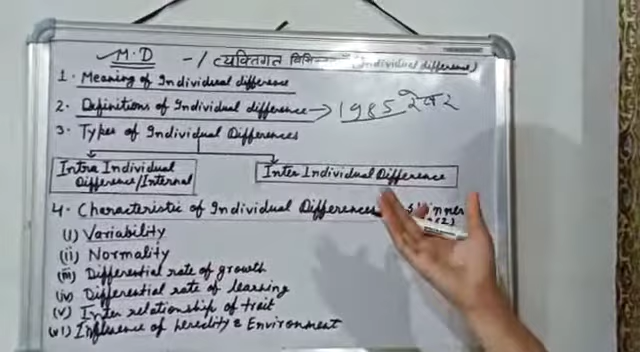 M.D -/ व्यक्तिगत (Individual difference)
1. Meaning of Individual difference
2. Definitions of Individual difference → 1985
3. Types of Individual Differences
Intra Individual Difference/Internal
Inter Individual Difference
4. Characteristic of Individual Differences
(i) Variability
(ii) Normality
(iii) Differential rate of growth
(iv) Differential rate of learning
(v) Inter relationship of trait
(vi) Influence of heredity & Environment